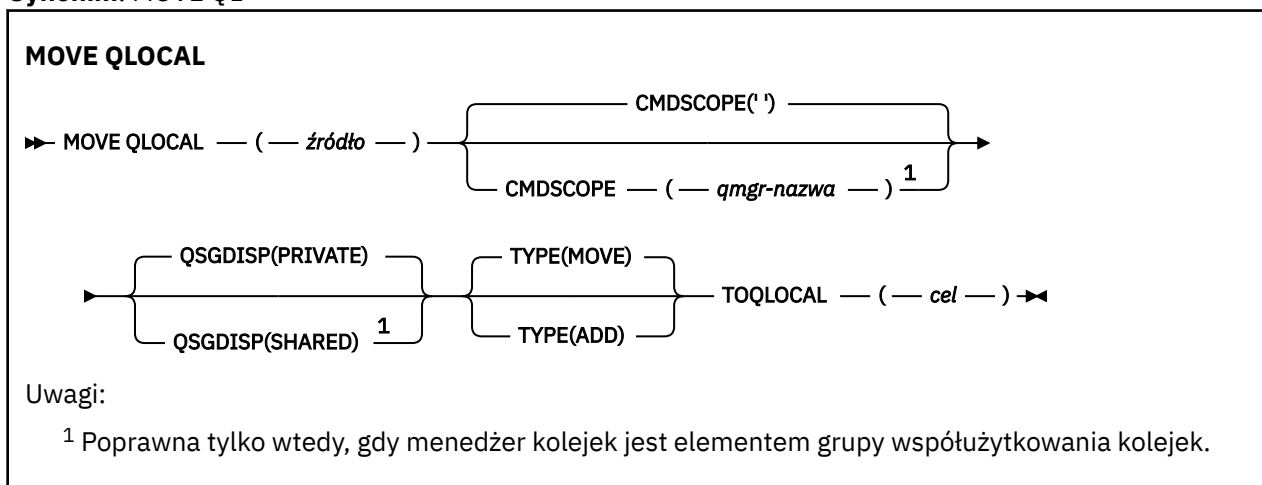 MOVE QLOCAL
CMDSCOPE(' ')
MOVE QLOCAL ( źródło )
CMDSCOPE ( qmgr-nazwa ) 1
QSGDISP(PRIVATE) TYPE(MOVE)
TOQLOCAL ( cel )
QSGDISP(SHARED) 1 TYPE(ADD)
Uwagi:
1 Poprawna tylko wtedy, gdy menedżer kolejek jest elementem grupy współużytkowania kolejek.